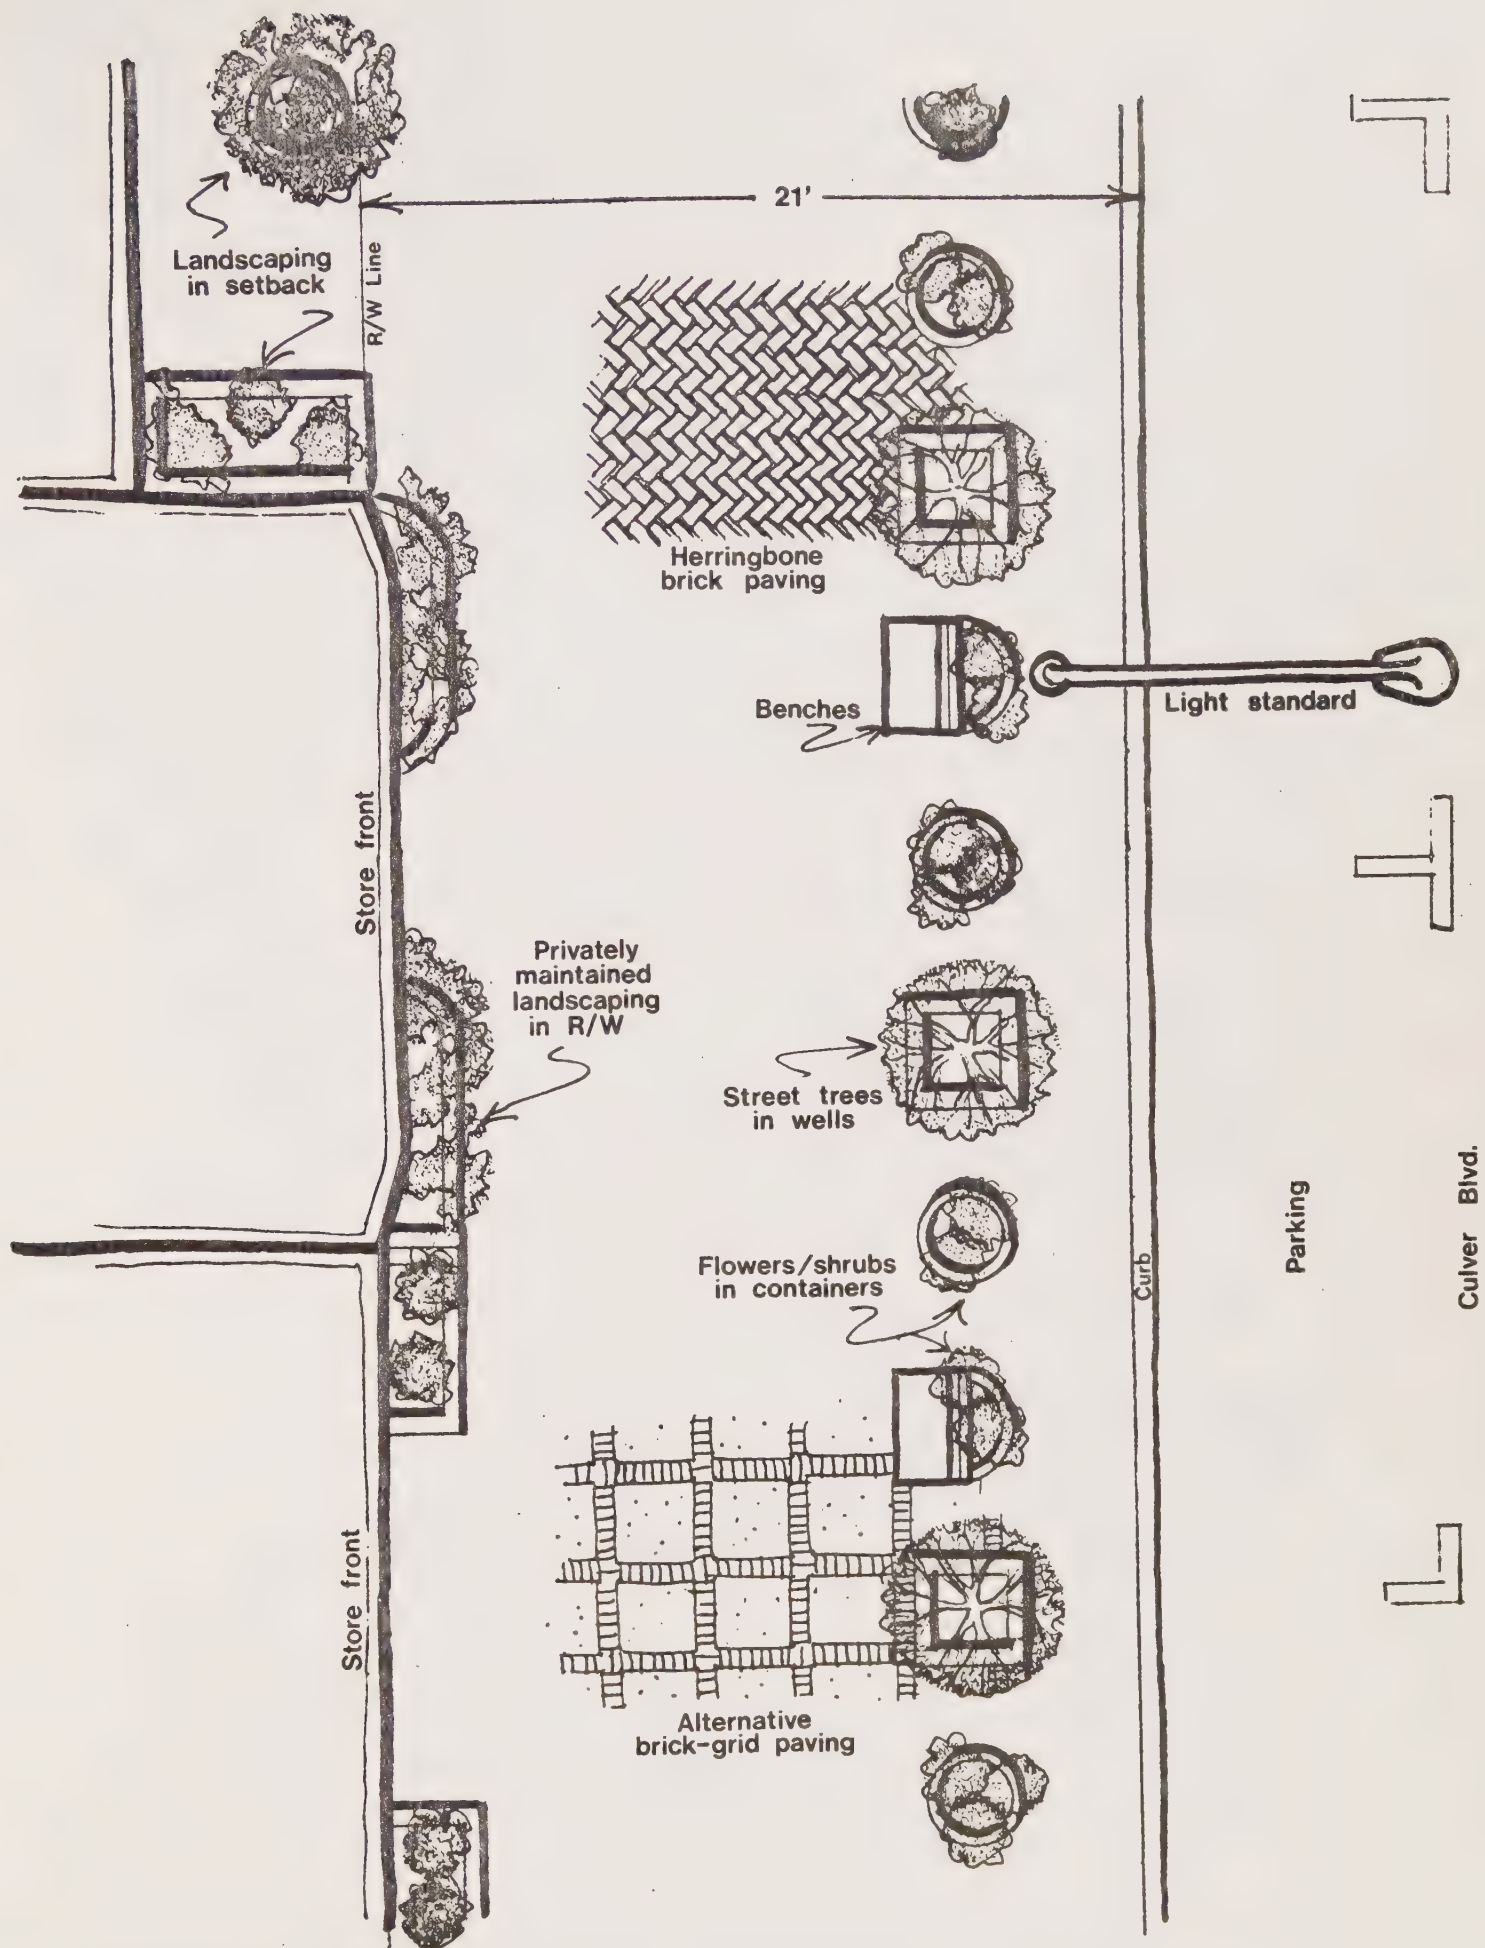 21'
Landscaping
in setback
R/W Line
Herringbone
brick paving
Benches
Light standard
Store front
Privately
maintained
landscaping
in R/W
Street trees
in wells
Flowers/shrubs
in containers
Curb
Parking
Culver Blvd.
Store front
Alternative
brick-grid paving